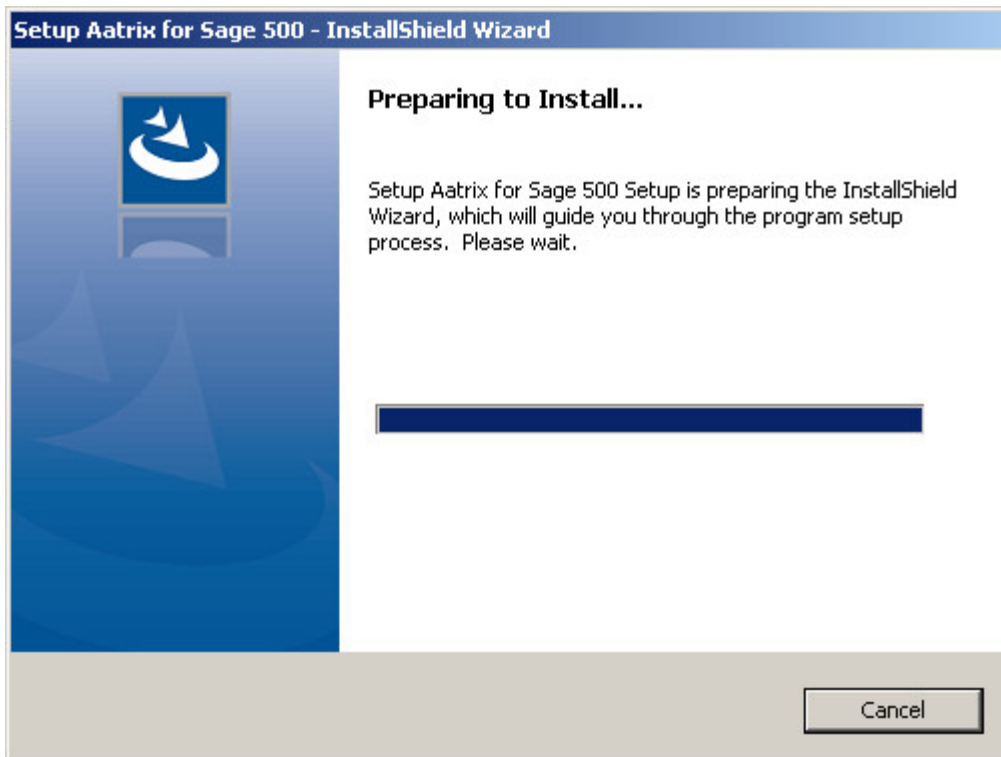 Setup Aatrix for Sage 500 - InstallShield Wizard
Preparing to Install...
Setup Aatrix for Sage 500 Setup is preparing the InstallShield
Wizard, which will guide you through the program setup
process.  Please wait.
Cancel